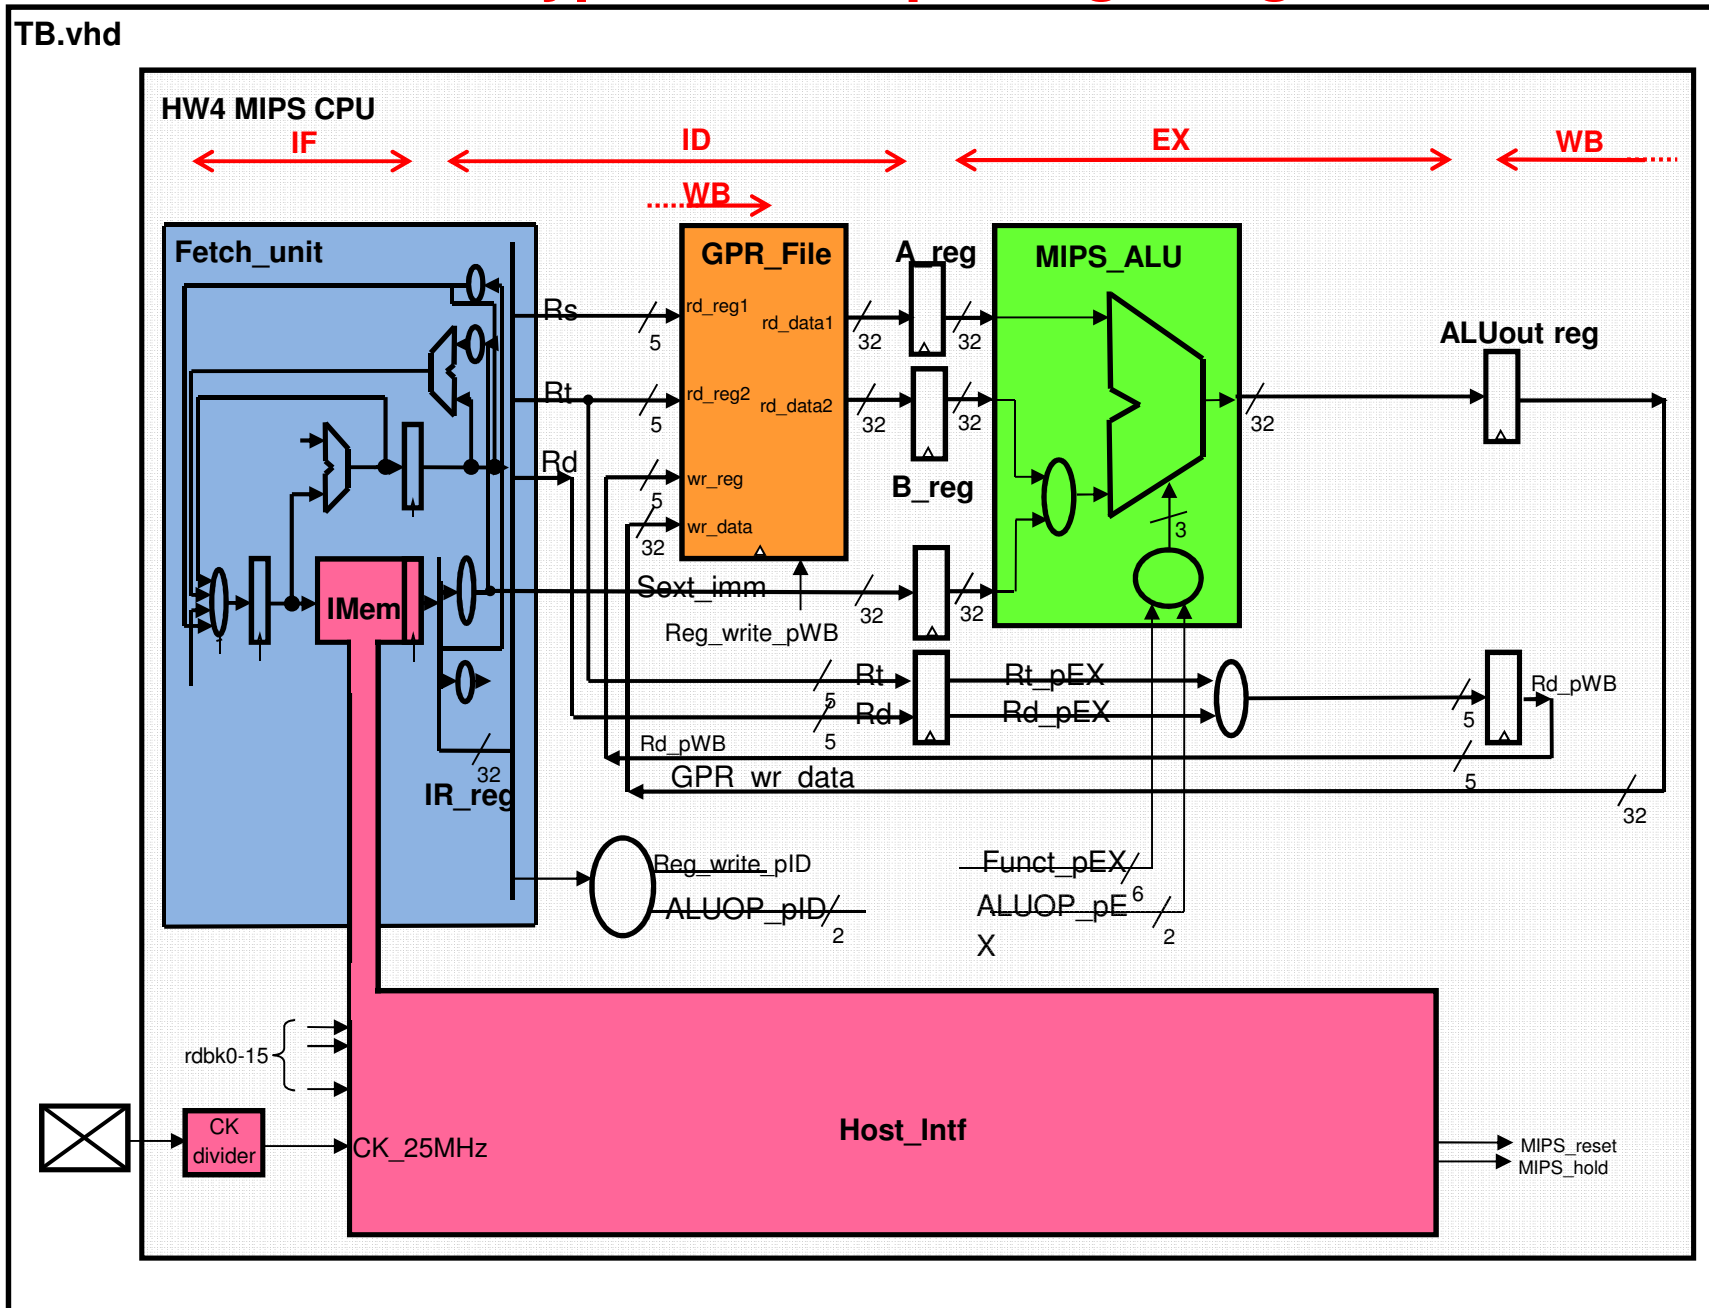 TB.vhd
HW4 MIPS CPU
IF
ID
EX
WB
WB
Fetch_unit
GPR_File
A_reg
MIPS_ALU
Rs
rd_reg1
rd_data1
5
32
32
ALUout reg
Rt
rd_reg2
rd_data2
5
32
32
32
Rd
wr_reg
5
B_reg
wr_data
32
3
IMem
Sext_imm
32
32
Reg_write_pWB
Rt
Rt_pEX
5
Rd
Rd_pEX
5
Rd_pWB
5
Rd_pWB
5
GPR_wr_data
32
32
IR_reg
Reg_write_pID
ALUOP_pID
2
Funct_pEX
6
ALUOP_pE
X
2
rdbk0-15
CK
divider
CK_25MHz
Host_Intf
MIPS_reset
MIPS_hold